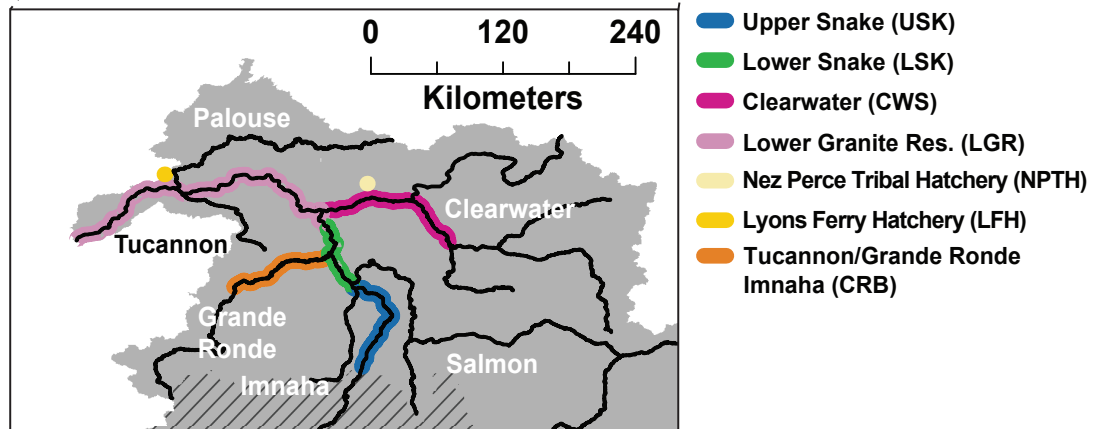 0 120 240
Kilometers
Palouse
Clearwater
Tucannon
Grande
Ronde
Imnaha
Salmon
Upper Snake (USK)
Lower Snake (LSK)
Clearwater (CWS)
Lower Granite Res. (LGR)
Nez Perce Tribal Hatchery (NPTH)
Lyons Ferry Hatchery (LFH)
Tucannon/Grande Ronde
Imnaha (CRB)